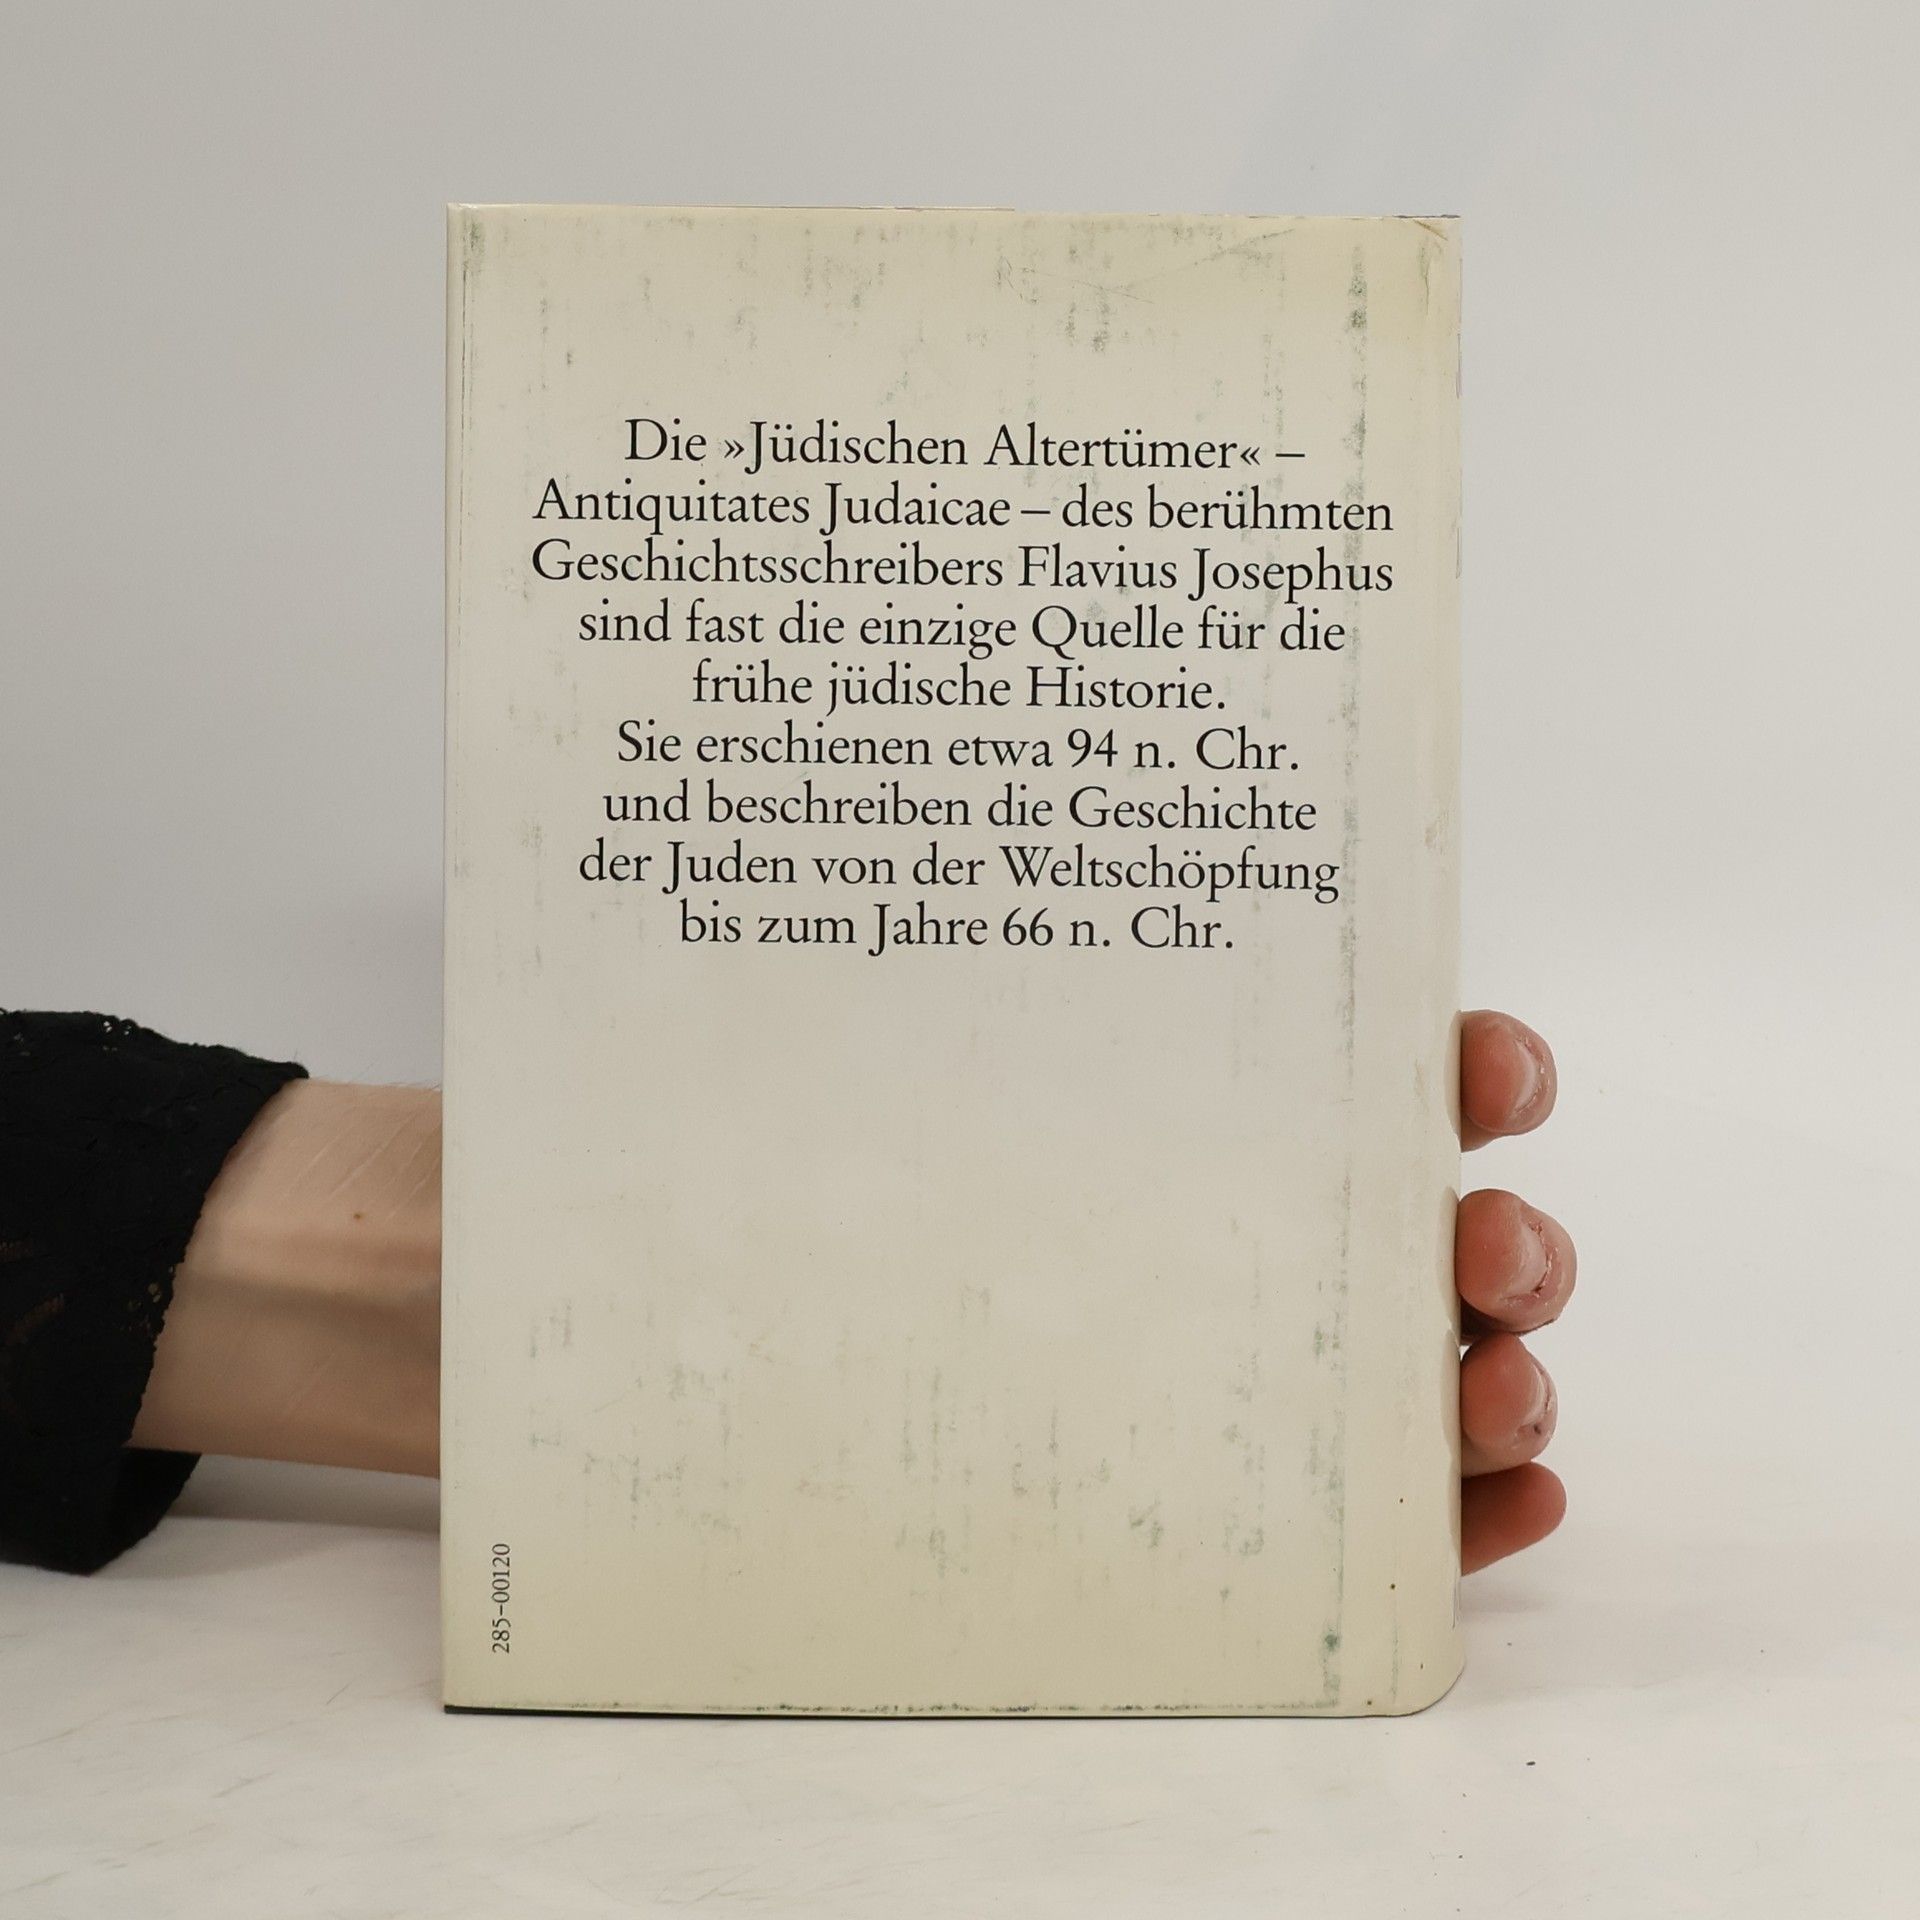 Die »Jüdischen Altertümer« –
Antiquitates Judaicae – des berühmten
Geschichtsschreibers Flavius Josephus
sind fast die einzige Quelle für die
frühe jüdische Historie.
Sie erschienen etwa 94 n. Chr.
und beschreiben die Geschichte
der Juden von der Weltschöpfung
bis zum Jahre 66 n. Chr.
285–00120